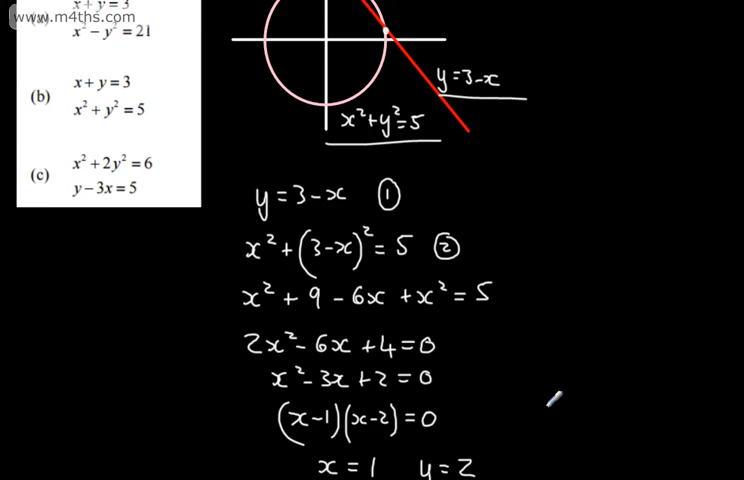 www.m4ths.com
x + y = 3
x² − y² = 21
(b)
x + y = 3
x² + y² = 5
(c)
x² + 2y² = 6
y − 3x = 5
y = 3 - x
x² + y² = 5
y = 3 - x ①
x² + (3 - x)² = 5 ②
x² + 9 - 6x + x² = 5
2x² - 6x + 4 = 0
x² - 3x + 2 = 0
(x - 1)(x - 2) = 0
x = 1 y = 2